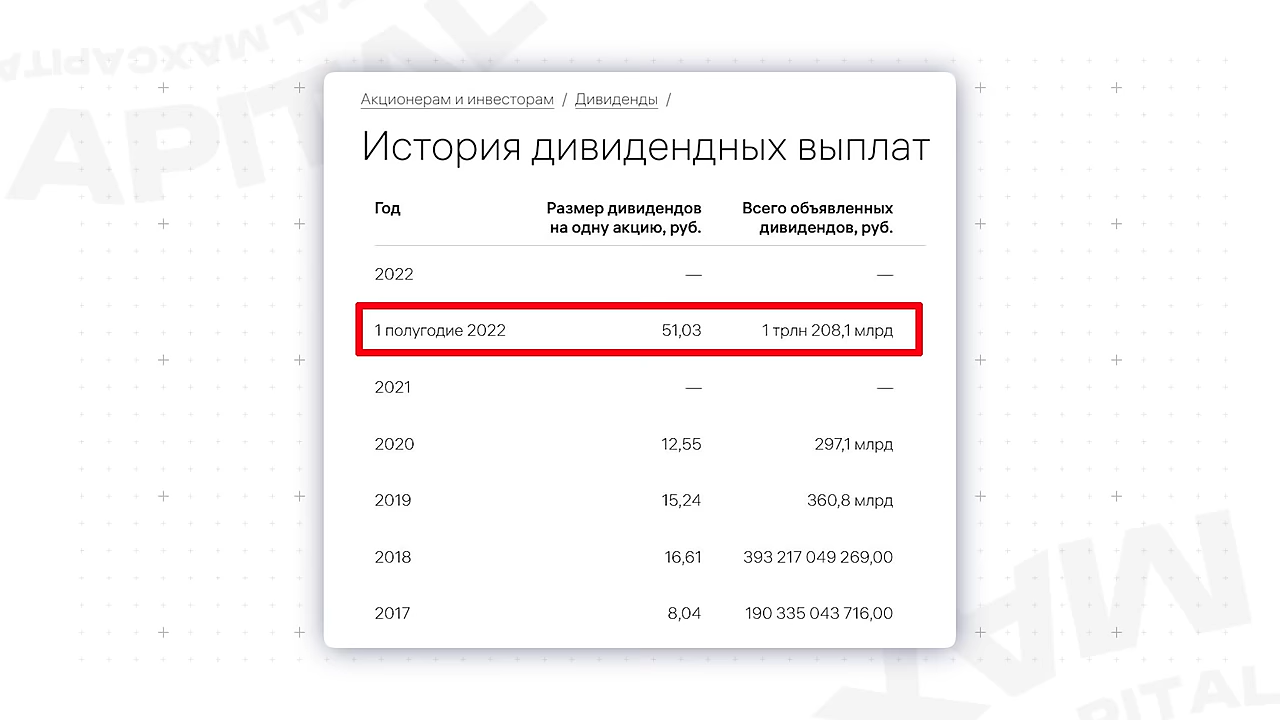 MAXCAPITAL
APITAL
Акционерам и инвесторам / Дивиденды /
История дивидендных выплат
Год Размер дивидендов на одну акцию, руб. Всего объявленных дивидендов, руб.
2022 — —
1 полугодие 2022 51,03 1 трлн 208,1 млрд
2021 — —
2020 12,55 297,1 млрд
2019 15,24 360,8 млрд
2018 16,61 393 217 049 269,00
2017 8,04 190 335 043 716,00
PITAL